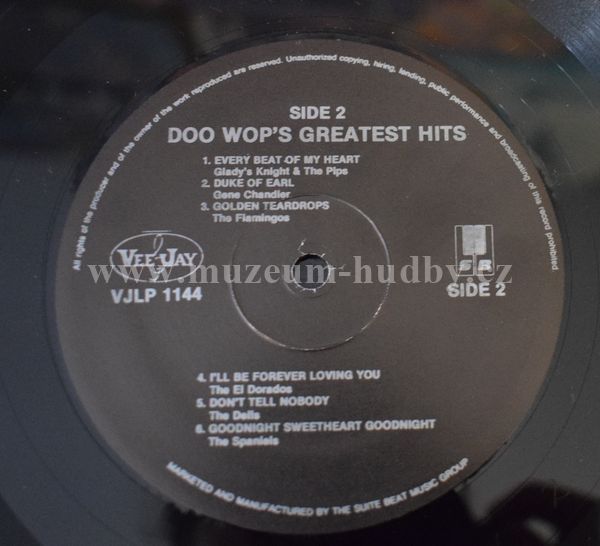 All rights of the producer and of the owner of the work reproduced are reserved. Unauthorized copying, hiring, lending, public performance and broadcasting of this record prohibited.
SIDE 2
DOO WOP'S GREATEST HITS
1. EVERY BEAT OF MY HEART
Glady's Knight & The Pips
2. DUKE OF EARL
Gene Chandler
3. GOLDEN TEARDROPS
The Flamingos
VEE-JAY
SB
www.muzeum-hudby.cz
VJLP 1144
SIDE 2
4. I'LL BE FOREVER LOVING YOU
The El Dorados
5. DON'T TELL NOBODY
The Dells
6. GOODNIGHT SWEETHEART GOODNIGHT
The Spaniels
MARKETED AND MANUFACTURED BY THE SUITE BEAT MUSIC GROUP